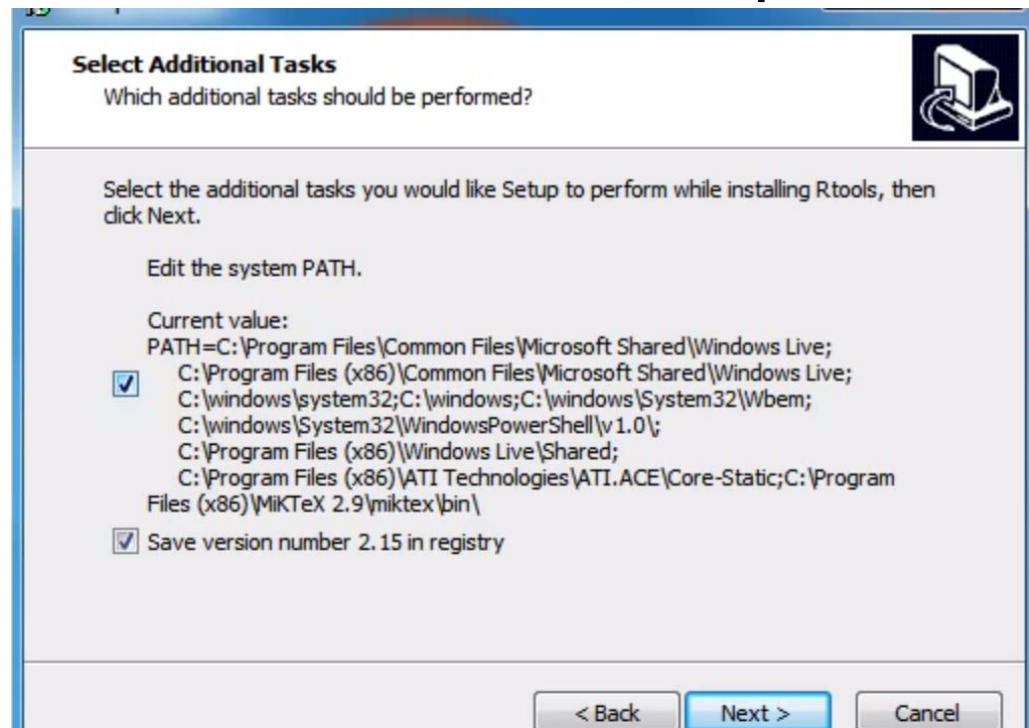 Select Additional Tasks
Which additional tasks should be performed?
Select the additional tasks you would like Setup to perform while installing Rtools, then
click Next.
Edit the system PATH.
Current value:
PATH=C:\Program Files\Common Files\Microsoft Shared\Windows Live;
C:\Program Files (x86)\Common Files\Microsoft Shared\Windows Live;
C:\windows\system32;C:\windows;C:\windows\System32\Wbem;
C:\windows\System32\WindowsPowerShell\v1.0\;
C:\Program Files (x86)\Windows Live\Shared;
C:\Program Files (x86)\ATI Technologies\ATI.ACE\Core-Static;C:\Program
Files (x86)\MiKTeX 2.9\miktex\bin\
Save version number 2.15 in registry
< Back Next > Cancel